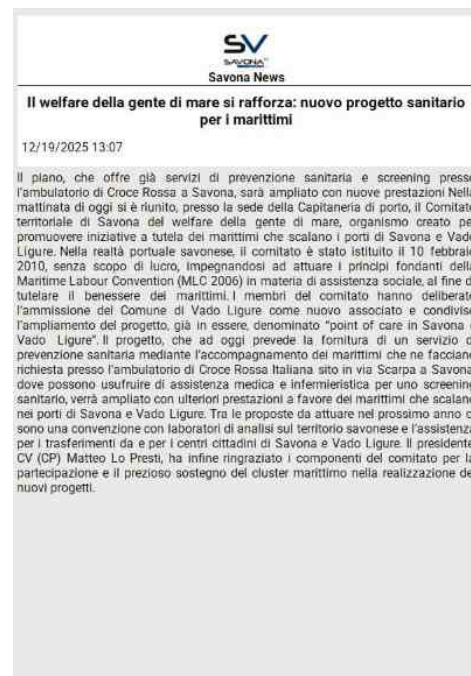 SV
SAVONA
Savona News
Il welfare della gente di mare si rafforza: nuovo progetto sanitario
per i marittimi
12/19/2025 13:07
Il piano, che offre già servizi di prevenzione sanitaria e screening presso
l'ambulatorio di Croce Rossa a Savona, sarà ampliato con nuove prestazioni Nella
mattinata di oggi si è riunito, presso la sede della Capitaneria di porto, il Comitato
territoriale di Savona del welfare della gente di mare, organismo creato per
promuovere iniziative a tutela dei marittimi che scalano i porti di Savona e Vado
Ligure. Nella realtà portuale savonese, il comitato è stato istituito il 10 febbraio
2010, senza scopo di lucro, impegnandosi ad attuare i principi fondanti della
Maritime Labour Convention (MLC 2006) in materia di assistenza sociale, al fine di
tutelare il benessere dei marittimi. I membri del comitato hanno deliberato
l'ammissione del Comune di Vado Ligure come nuovo associato e condiviso
l'ampliamento del progetto, già in essere, denominato "point of care in Savona e
Vado Ligure". Il progetto, che ad oggi prevede la fornitura di un servizio di
prevenzione sanitaria mediante l'accompagnamento dei marittimi che ne facciano
richiesta presso l'ambulatorio di Croce Rossa Italiana sito in via Scarpa a Savona,
dove possono usufruire di assistenza medica e infermieristica per uno screening
sanitario, verrà ampliato con ulteriori prestazioni a favore dei marittimi che scalano
nei porti di Savona e Vado Ligure. Tra le proposte da attuare nel prossimo anno ci
sono una convenzione con laboratori di analisi sul territorio savonese e l'assistenza
per i trasferimenti da e per i centri cittadini di Savona e Vado Ligure. Il presidente,
CV (CP) Matteo Lo Presti, ha infine ringraziato i componenti del comitato per la
partecipazione e il prezioso sostegno del cluster marittimo nella realizzazione dei
nuovi progetti.